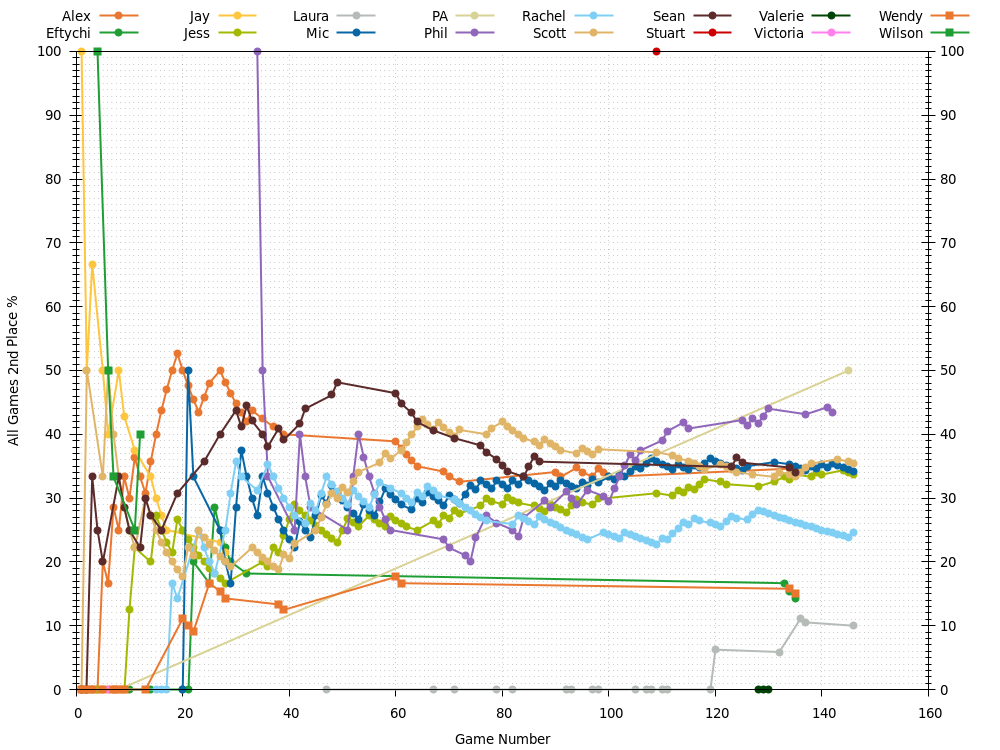 Alex Jay Laura PA Rachel Sean Valerie Wendy
Eftychi Jess Mic Phil Scott Stuart Victoria Wilson
100 100
90 90
80 80
70 70
60 60
50 50
40 40
30 30
20 20
10 10
0 0
0 20 40 60 80 100 120 140 160
All Games 2nd Place %
Game Number